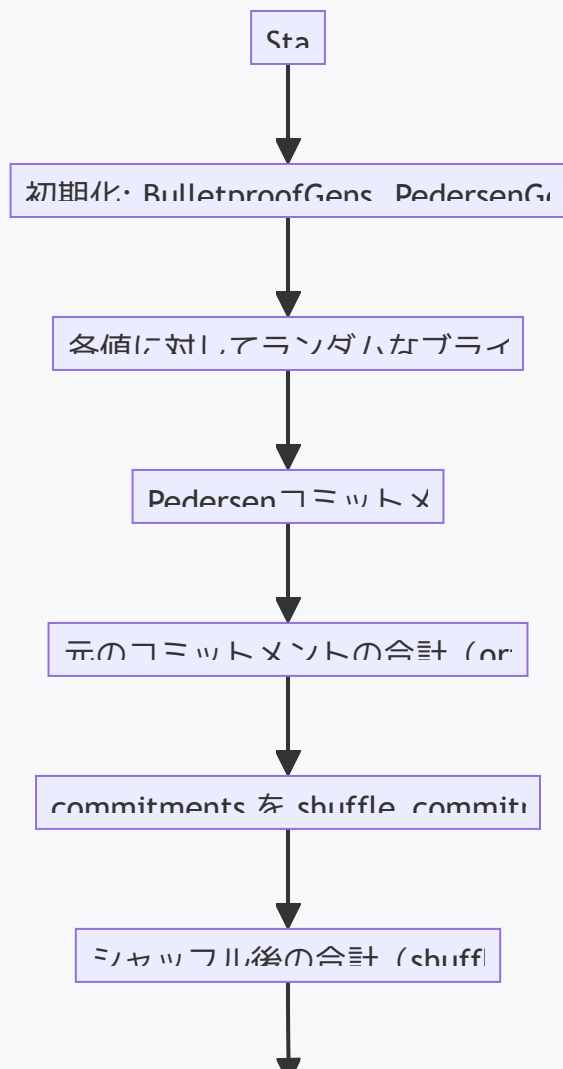 Sta
初期化: BulletproofGens, PedersenGe
各値に対してランダムなブライ
Pedersenコミットメ
元のコミットメントの合計（or
commitments を shuffle_commit
シャッフル後の合計（shuffl